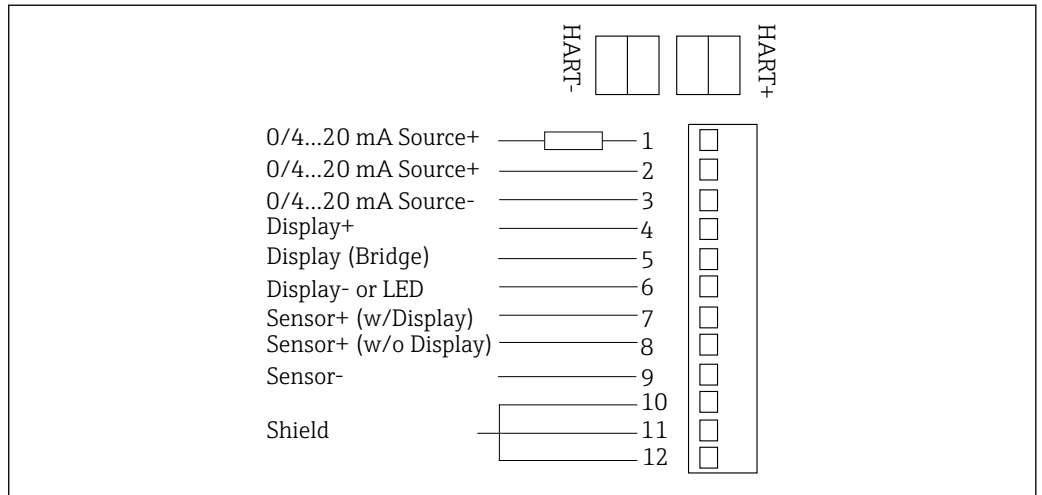 HART-
HART+
0/4...20 mA Source+ 1
0/4...20 mA Source+ 2
0/4...20 mA Source- 3
Display+ 4
Display (Bridge) 5
Display- or LED 6
Sensor+ (w/Display) 7
Sensor+ (w/o Display) 8
Sensor- 9
10
Shield 11
12